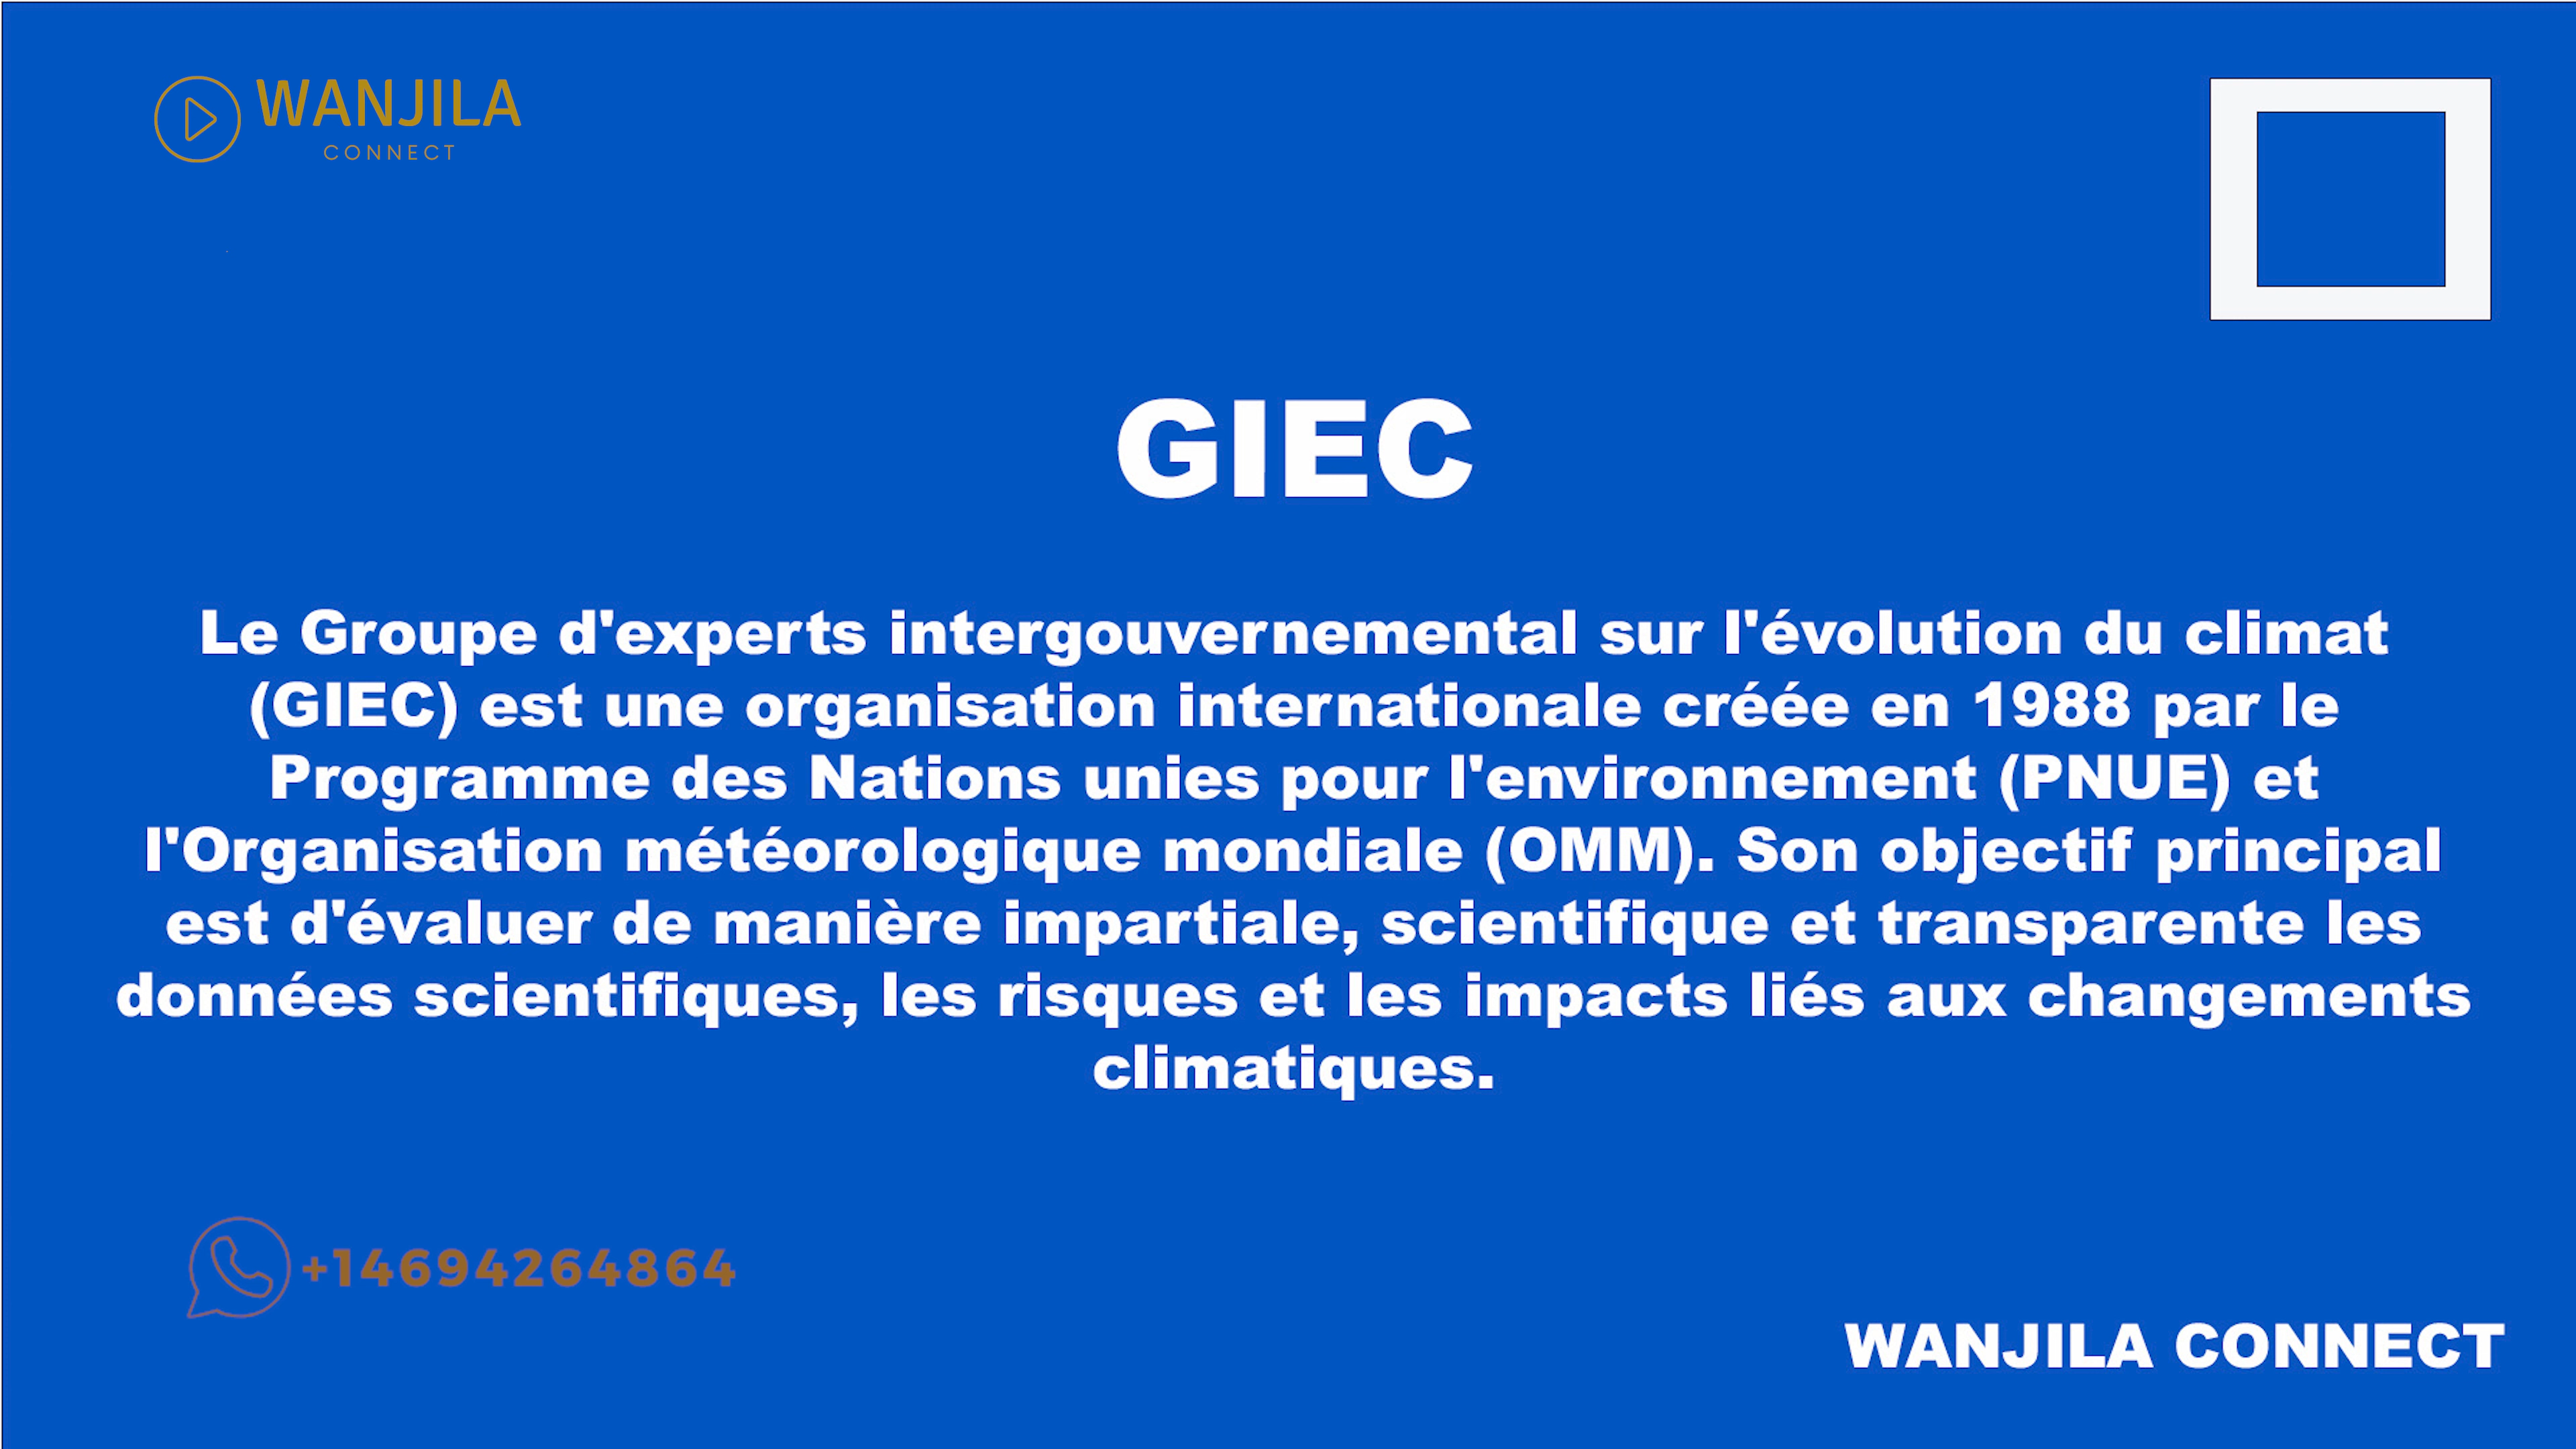 WANJILA
CONNECT
GIEC
Le Groupe d'experts intergouvernemental sur l'évolution du climat
(GIEC) est une organisation internationale créée en 1988 par le
Programme des Nations unies pour l'environnement (PNUE) et
l'Organisation météorologique mondiale (OMM). Son objectif principal
est d'évaluer de manière impartiale, scientifique et transparente les
données scientifiques, les risques et les impacts liés aux changements
climatiques.
+14694264864
WANJILA CONNECT